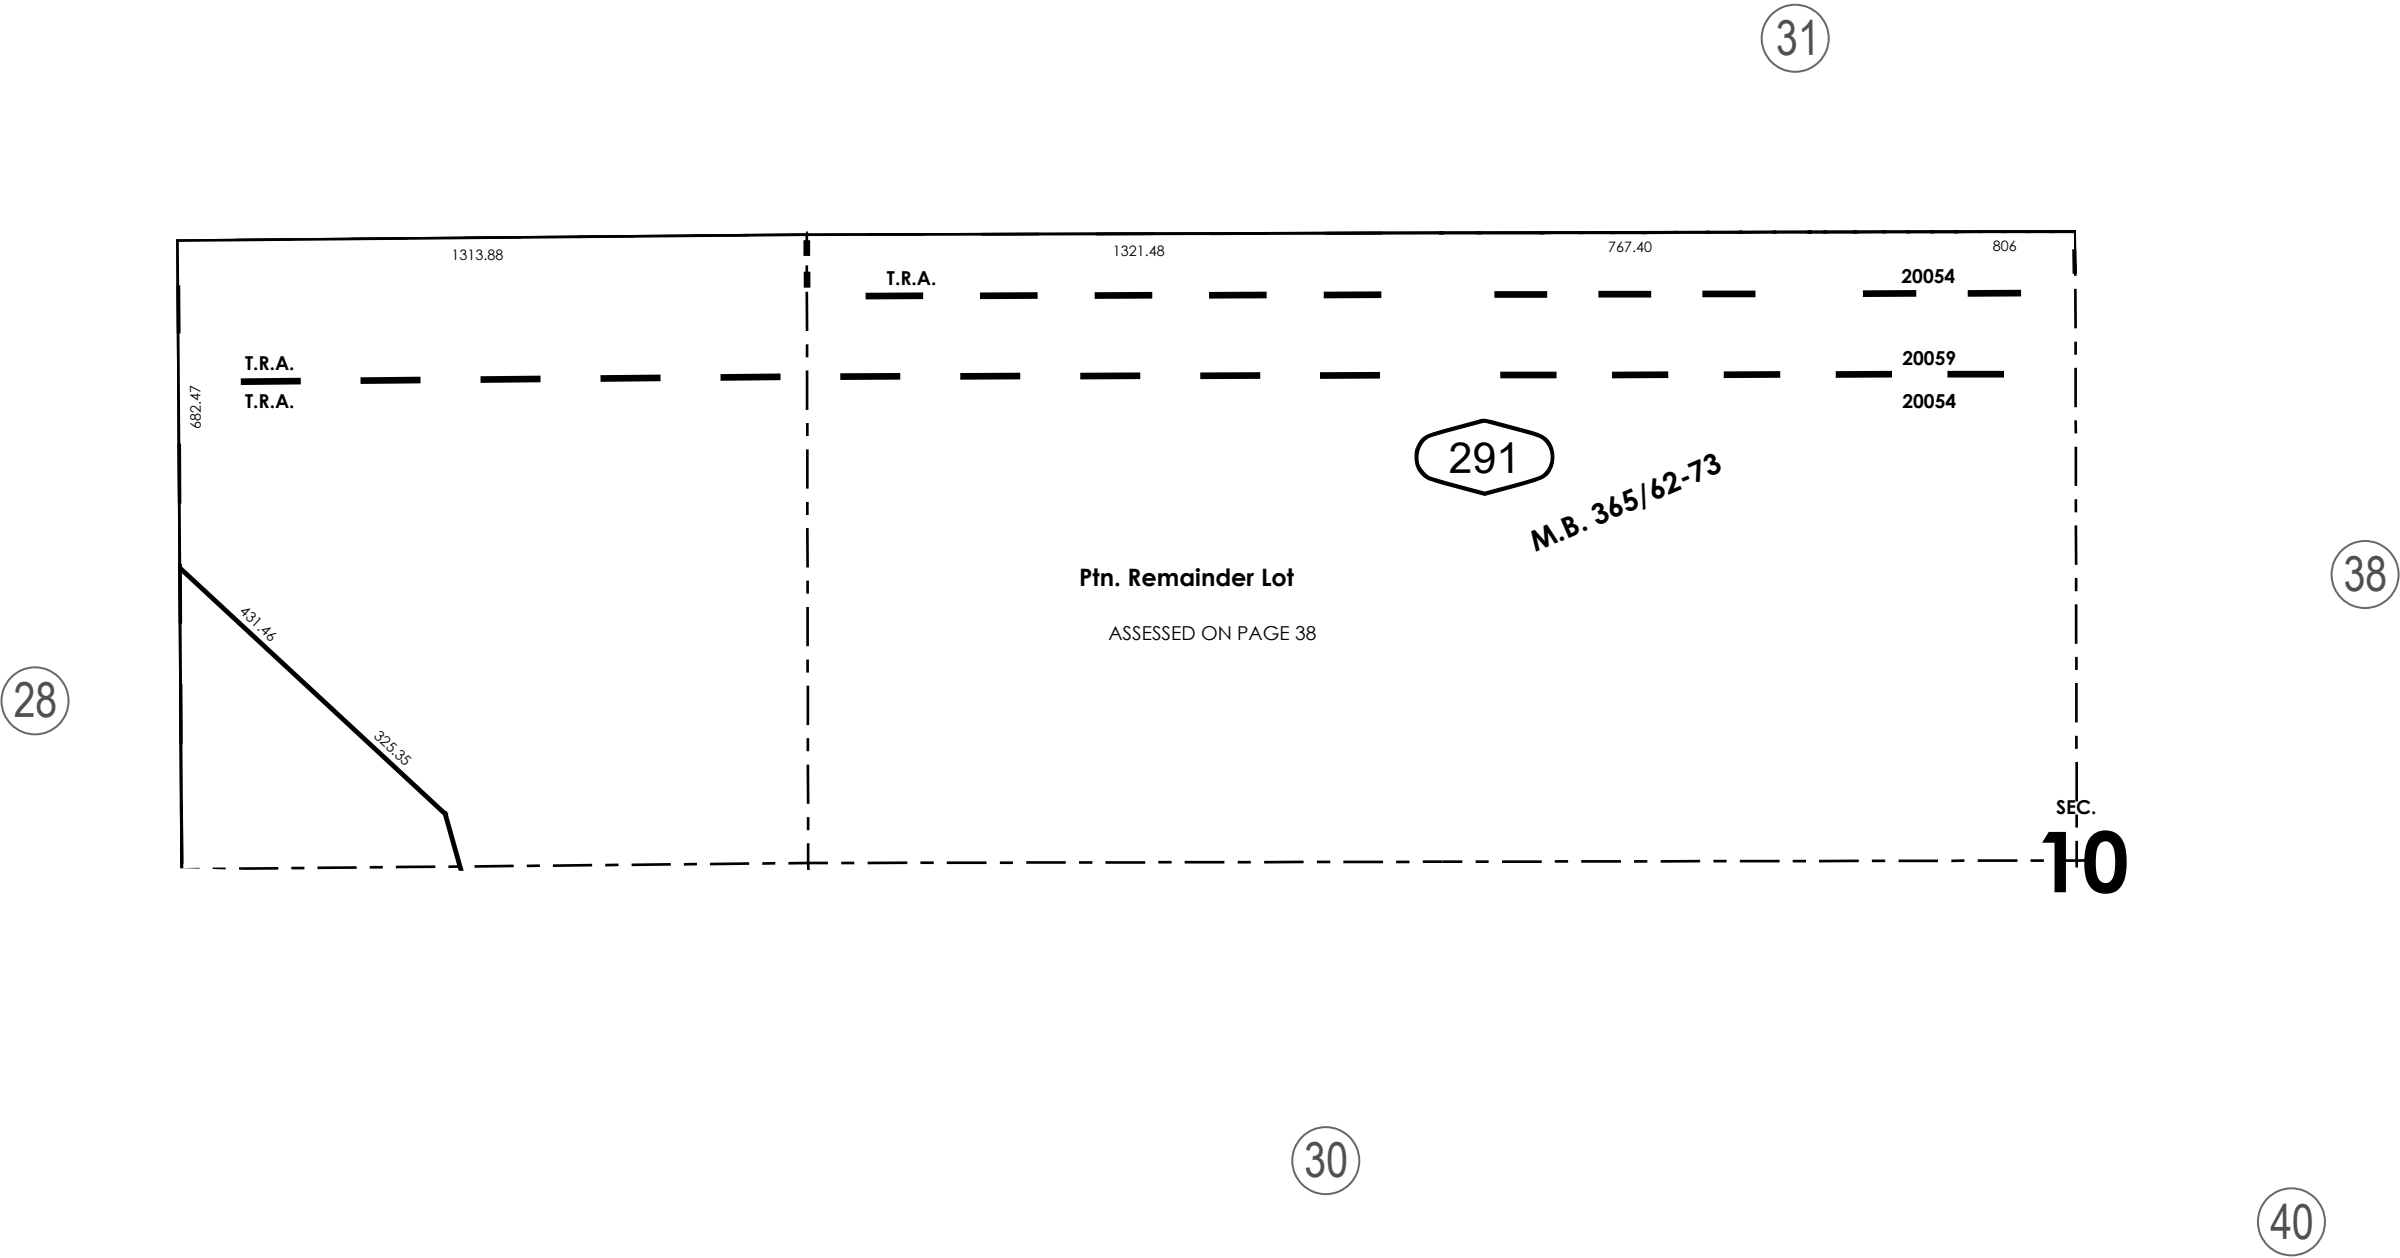 31
1313.88
1321.48
767.40
806
T.R.A.
20054
T.R.A.
20059
T.R.A.
20054
682.47
291
M.B. 365/62-73
Ptn. Remainder Lot
ASSESSED ON PAGE 38
38
431.46
28
325.35
SEC.
10
30
40